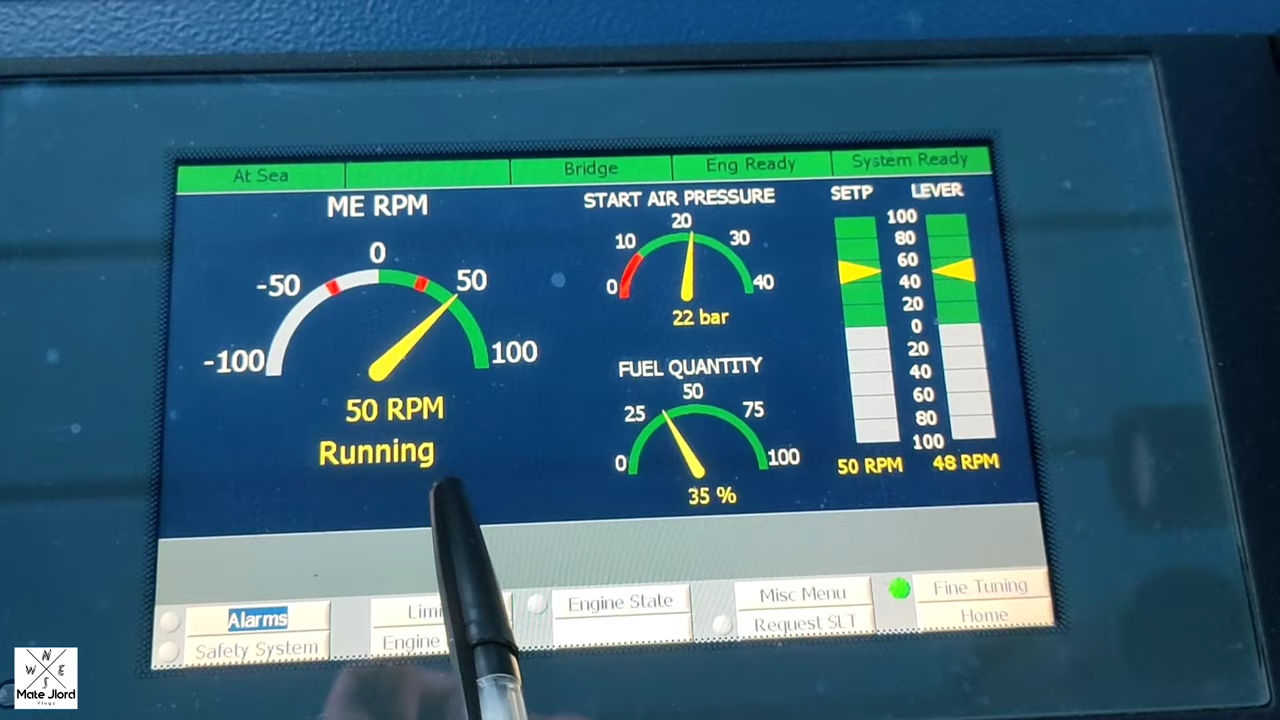 At Sea
Bridge
Eng Ready
System Ready
ME RPM
0
-50
50
-100
100
50 RPM
Running
START AIR PRESSURE
20
10
30
0
40
22 bar
FUEL QUANTITY
50
25
75
0
100
35 %
SETP
LEVER
100
80
60
40
20
0
20
40
60
80
100
50 RPM
48 RPM
Alarms
Safety System
Engine
Engine State
Misc Menu
Request SLT
Fine Tuning
Home
N
W E
S
Mate Jlord
Vlogs